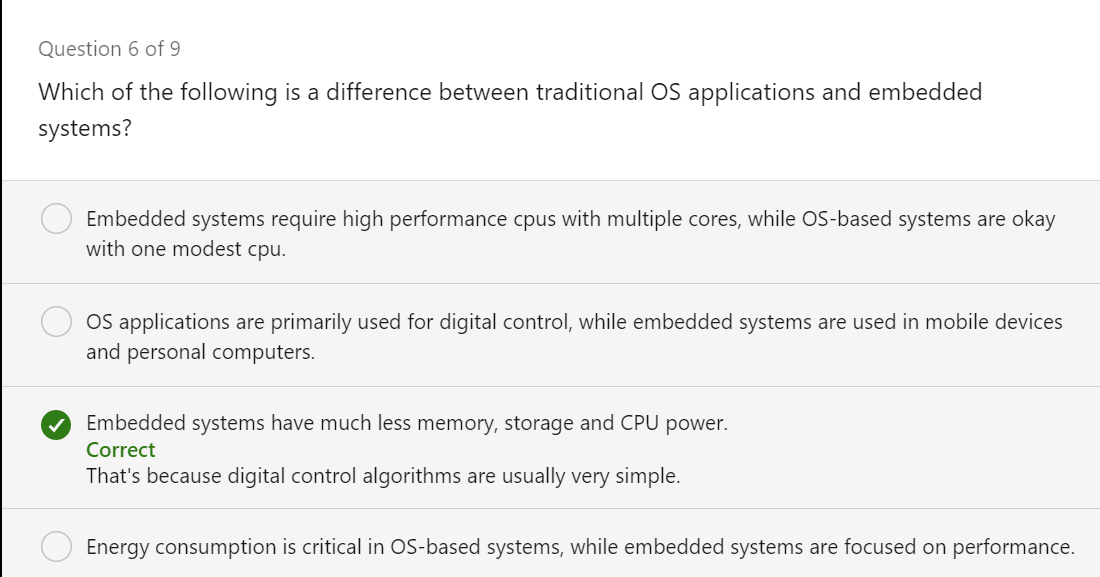 Question 6 of 9
Which of the following is a difference between traditional OS applications and embedded
systems?
Embedded systems require high performance cpus with multiple cores, while OS-based systems are okay
with one modest cpu.
OS applications are primarily used for digital control, while embedded systems are used in mobile devices
and personal computers.
Embedded systems have much less memory, storage and CPU power.
Correct
That's because digital control algorithms are usually very simple.
Energy consumption is critical in OS-based systems, while embedded systems are focused on performance.